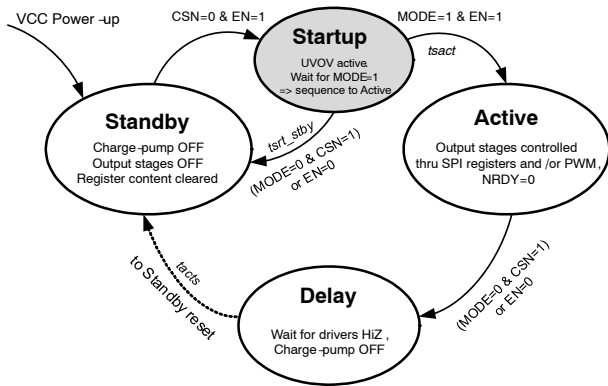 VCC Power -up
CSN=0 & EN=1
MODE=1 & EN=1
Startup
UVOV active.
Wait for MODE=1
=> sequence to Active
tsact
tsrt_stby
(MODE=0 & CSN=1)
or EN=0
Standby
Charge-pump OFF
Output stages OFF
Register content cleared
Active
Output stages controlled
thru SPI registers and /or PWM,
NRDY=0
tacts
to Standby reset
(MODE=0 & CSN=1)
or EN=0
Delay
Wait for drivers HiZ ,
Charge-pump OFF